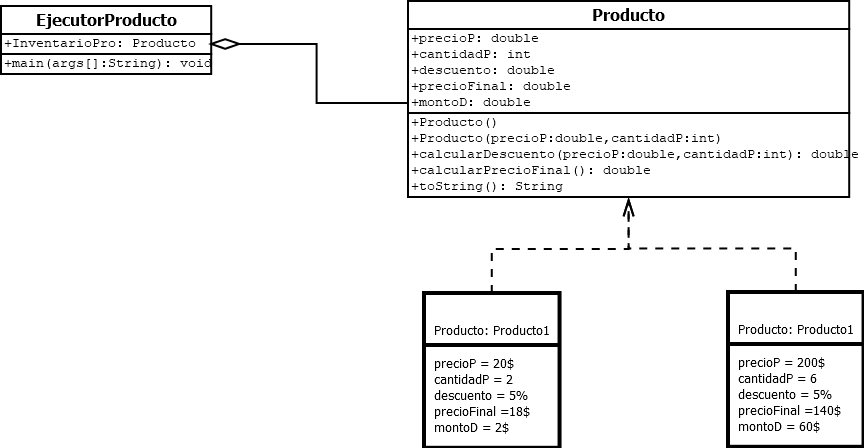 EjecutorProducto
+InventarioPro: Producto
+main(args[]:String): void
Producto
+precioP: double
+cantidadP: int
+descuento: double
+precioFinal: double
+montoD: double
+Producto()
+Producto(precioP:double,cantidadP:int)
+calcularDescuento(precioP:double,cantidadP:int): double
+calcularPrecioFinal(): double
+toString(): String
Producto: Producto1
precioP = 20$
cantidadP = 2
descuento = 5%
precioFinal =18$
montoD = 2$
Producto: Producto1
precioP = 200$
cantidadP = 6
descuento = 5%
precioFinal =140$
montoD = 60$